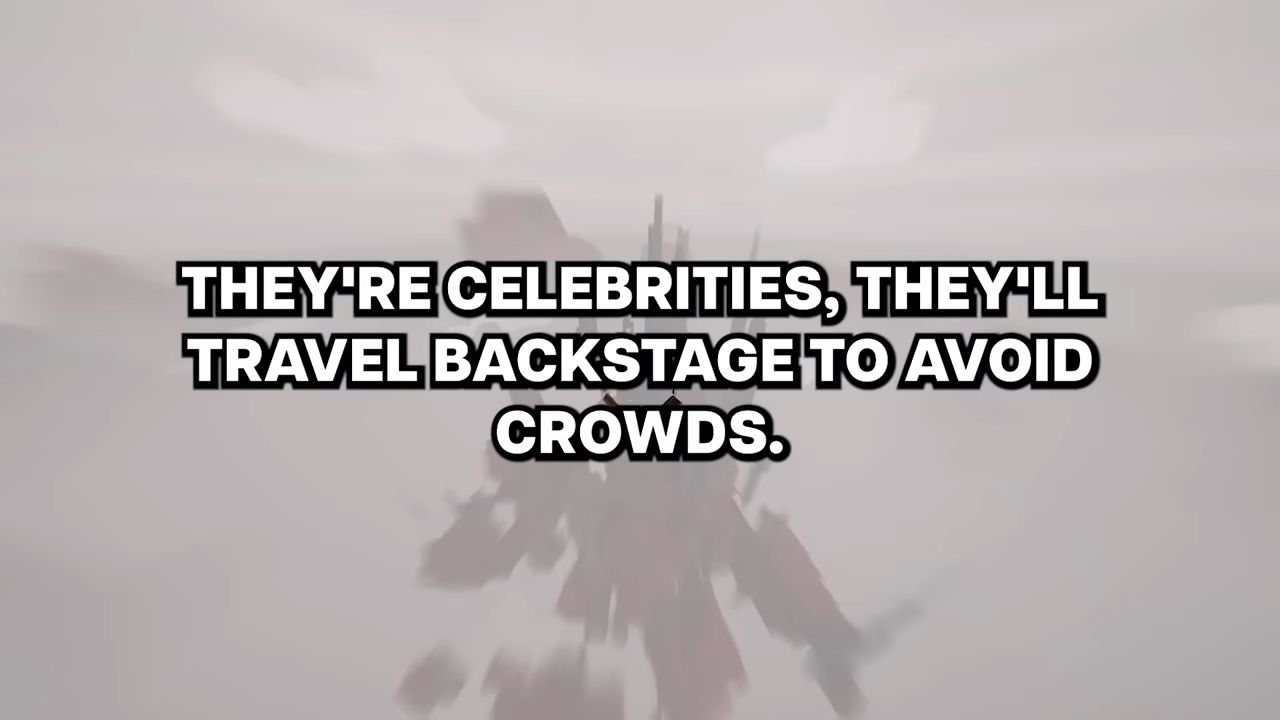 THEY'RE CELEBRITIES, THEY'LL
TRAVEL BACKSTAGE TO AVOID
CROWDS.